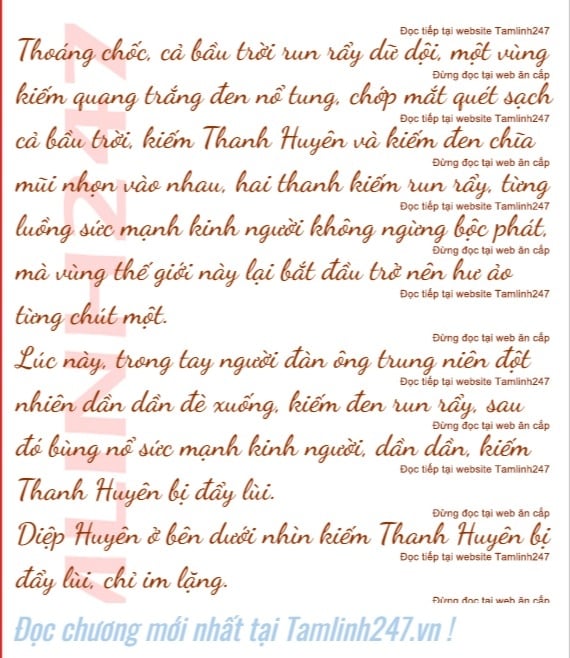 Đọc tiếp tại website Tamlinh247
Thoáng chốc, cả bầu trời run rẩy dữ dội, một vùng
Đừng đọc tại web ăn cắp
kiếm quang trắng đen nổ tung, chớp mắt quét sạch
Đọc tiếp tại website Tamlinh247
cả bầu trời, kiếm Thanh Huyên và kiếm đen chĩa
Đừng đọc tại web ăn cắp
mũi nhọn vào nhau, hai thanh kiếm run rẩy, từng
Đọc tiếp tại website Tamlinh247
luồng sức mạnh kinh người không ngừng bộc phát,
Đừng đọc tại web ăn cắp
mà vùng thế giới này lại bắt đầu trở nên hư ảo
Đọc tiếp tại website Tamlinh247
từng chút một.
Đừng đọc tại web ăn cắp
Lúc này, trong tay người đàn ông trung niên đột
Đọc tiếp tại website Tamlinh247
nhiên dần dần đè xuống, kiếm đen run rẩy, sau
Đừng đọc tại web ăn cắp
đó bùng nổ sức mạnh kinh người, dần dần, kiếm
Đọc tiếp tại website Tamlinh247
Thanh Huyên bị đẩy lùi.
Đừng đọc tại web ăn cắp
Diệp Huyên ở bên dưới nhìn kiếm Thanh Huyên bị
Đọc tiếp tại website Tamlinh247
đẩy lùi, chỉ im lặng.
Đừng đọc tại web ăn cắp
ALINH247
Đọc chương mới nhất tại Tamlinh247.vn !